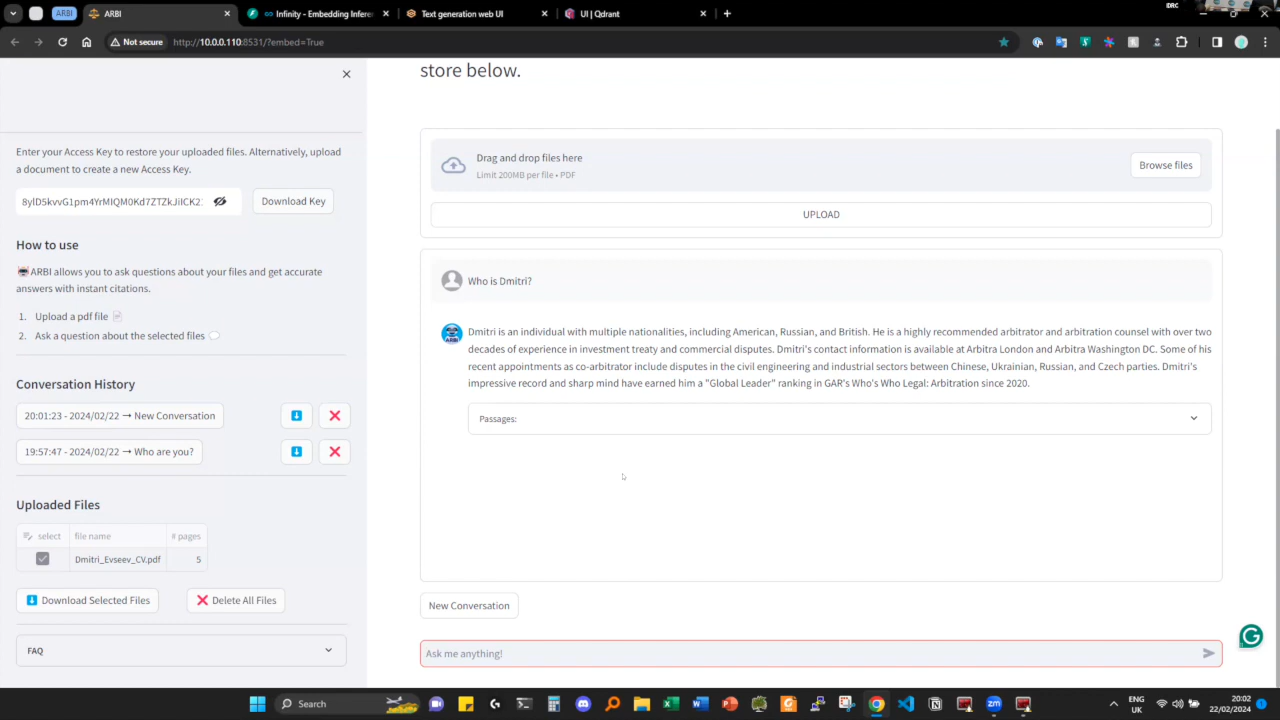 ARBI
ARBI
Infinity - Embedding Infere
Text generation web UI
UI | Qdrant
IDRC
Not secure
http://10.0.0.110:8531/?embed=True
Enter your Access Key to restore your uploaded files. Alternatively, upload
a document to create a new Access Key.
Download Key
How to use
ARBI allows you to ask questions about your files and get accurate
answers with instant citations.
1. Upload a pdf file
2. Ask a question about the selected files
Conversation History
20:01:23 - 2024/02/22 → New Conversation
19:57:47 - 2024/02/22 → Who are you?
Uploaded Files
select file name # pages
Dmitri_Evseev_CV.pdf 5
Download Selected Files
Delete All Files
FAQ
store below.
Drag and drop files here
Limit 200MB per file • PDF
Browse files
UPLOAD
Who is Dmitri?
ARBI
Dmitri is an individual with multiple nationalities, including American, Russian, and British. He is a highly recommended arbitrator and arbitration counsel with over two
decades of experience in investment treaty and commercial disputes. Dmitri's contact information is available at Arbitra London and Arbitra Washington DC. Some of his
recent appointments as co-arbitrator include disputes in the civil engineering and industrial sectors between Chinese, Ukrainian, Russian, and Czech parties. Dmitri's
impressive record and sharp mind have earned him a "Global Leader" ranking in GAR's Who's Who Legal: Arbitration since 2020.
Passages:
New Conversation
Ask me anything!
Search
ENG
UK
20:02
22/02/2024